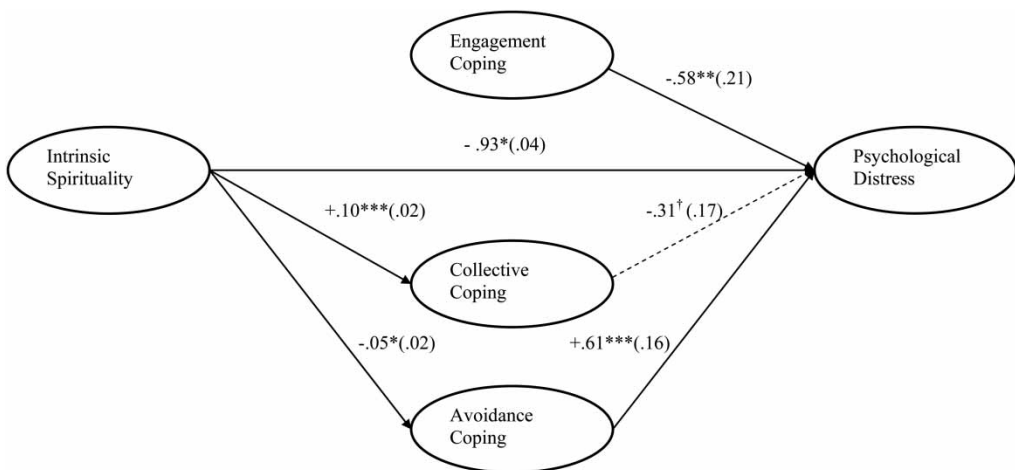 Engagement
Coping
-.58**(.21)
- .93*(.04)
Intrinsic
Spirituality
Psychological
Distress
+.10***(.02)
-.31† (.17)
Collective
Coping
-.05*(.02)
+.61***(.16)
Avoidance
Coping